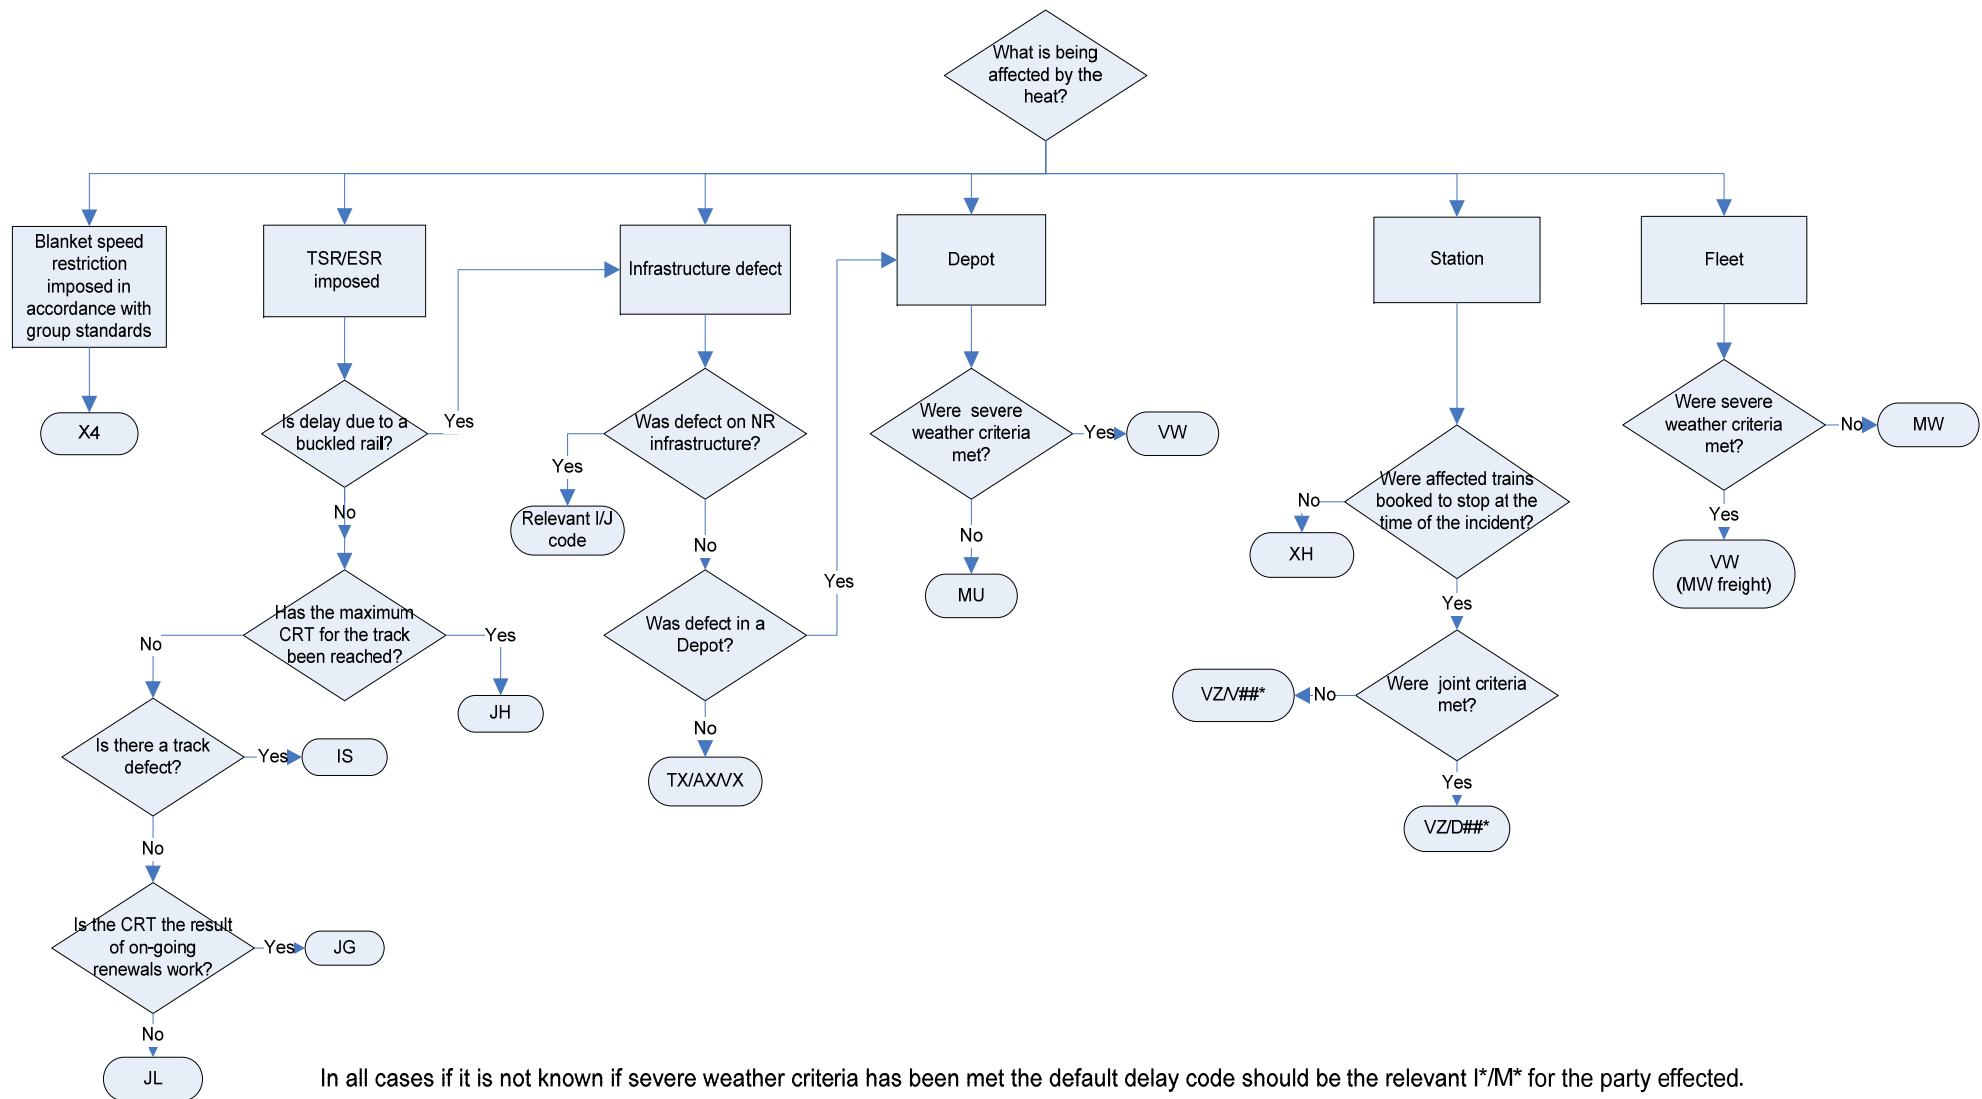 What is being
affected by the
heat?
Blanket speed
restriction
imposed in
accordance with
group standards
TSR/ESR
imposed
Infrastructure defect
Depot
Station
Fleet
X4
Is delay due to a
buckled rail?
Yes
No
Was defect on NR
infrastructure?
Yes
Relevant I/J
code
No
Were severe
weather criteria
met?
Yes
VW
No
MU
Were affected trains
booked to stop at the
time of the incident?
No
XH
Yes
Were severe
weather criteria
met?
No
MW
Yes
VW
(MW freight)
Has the maximum
CRT for the track
been reached?
No
Yes
JH
Was defect in a
Depot?
Yes
No
TX/AX/VX
Were joint criteria
met?
No
VZ/V##*
Yes
VZ/D##*
Is there a track
defect?
Yes
IS
No
Is the CRT the result
of on-going
renewals work?
Yes
JG
No
JL
In all cases if it is not known if severe weather criteria has been met the default delay code should be the relevant I*/M* for the party effected.